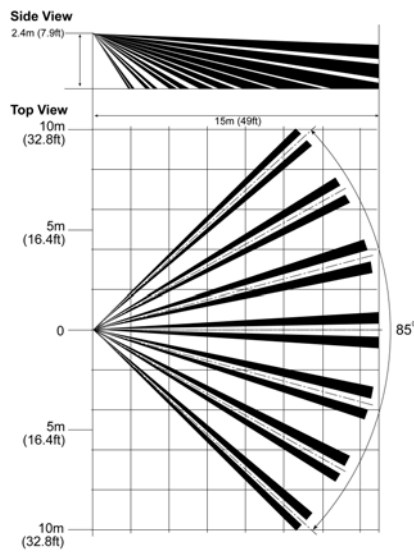 Side View
2.4m (7.9ft)
Top View
15m (49ft)
10m
(32.8ft)
5m
(16.4ft)
0
85°
5m
(16.4ft)
10m
(32.8ft)